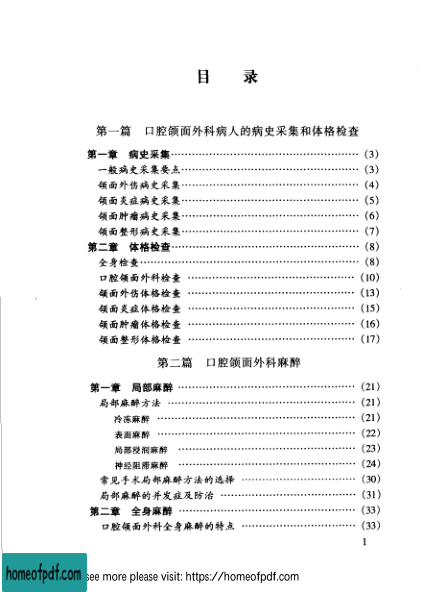 目 录
第一篇 口腔颌面外科病人的病史采集和体格检查
第一章 病史采集…………………………………………(3)
一般病史采集要点…………………………………………(3)
颌面外伤病史采集…………………………………………(4)
颌面炎症病史采集…………………………………………(5)
颌面肿瘤病史采集…………………………………………(6)
颌面整形病史采集…………………………………………(7)
第二章 体格检查…………………………………………(8)
全身检查…………………………………………(8)
口腔颌面外科检查 …………………………………………(10)
颌面外伤体格检查 …………………………………………(13)
颌面炎症体格检查 …………………………………………(15)
颌面肿瘤体格检查 …………………………………………(16)
颌面整形体格检查 …………………………………………(17)
第二篇 口腔颌面外科麻醉
第一章 局部麻醉 …………………………………………(21)
局部麻醉方法 …………………………………………(21)
冷冻麻醉 …………………………………………(21)
表面麻醉 …………………………………………(22)
局部浸润麻醉 …………………………………………(23)
神经阻滞麻醉 …………………………………………(24)
常见手术局部麻醉方法的选择 ……………………………(30)
局部麻醉的并发症及防治 ……………………………(31)
第二章 全身麻醉 …………………………………………(33)
口腔颌面外科全身麻醉的特点 ……………………………(33)
1
homeofpdf.com
see more please visit: https://homeofpdf.com